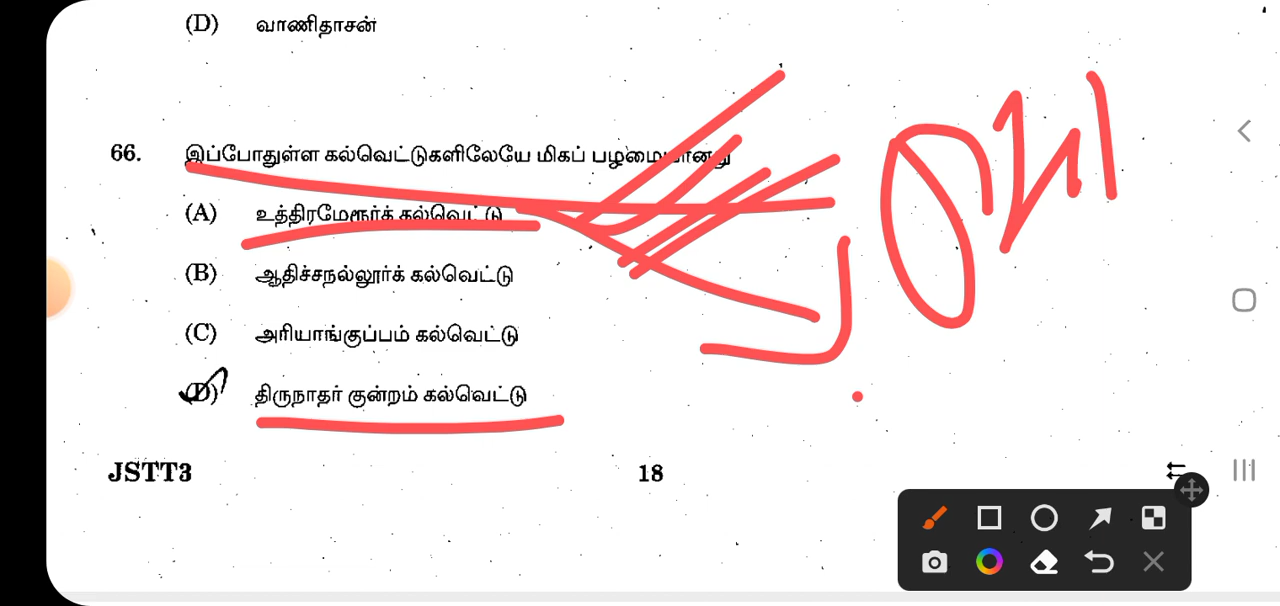 (D) வாணிதாசன்
66. இப்போதுள்ள கல்வெட்டுகளிலேயே மிகப் பழமையானது
(A) உத்திரமேரூர்க் கல்வெட்டு
(B) ஆதிச்சநல்லூர்க் கல்வெட்டு
(C) அரியாங்குப்பம் கல்வெட்டு
(D) திருநாதர் குன்றம் கல்வெட்டு
JSTT3 18